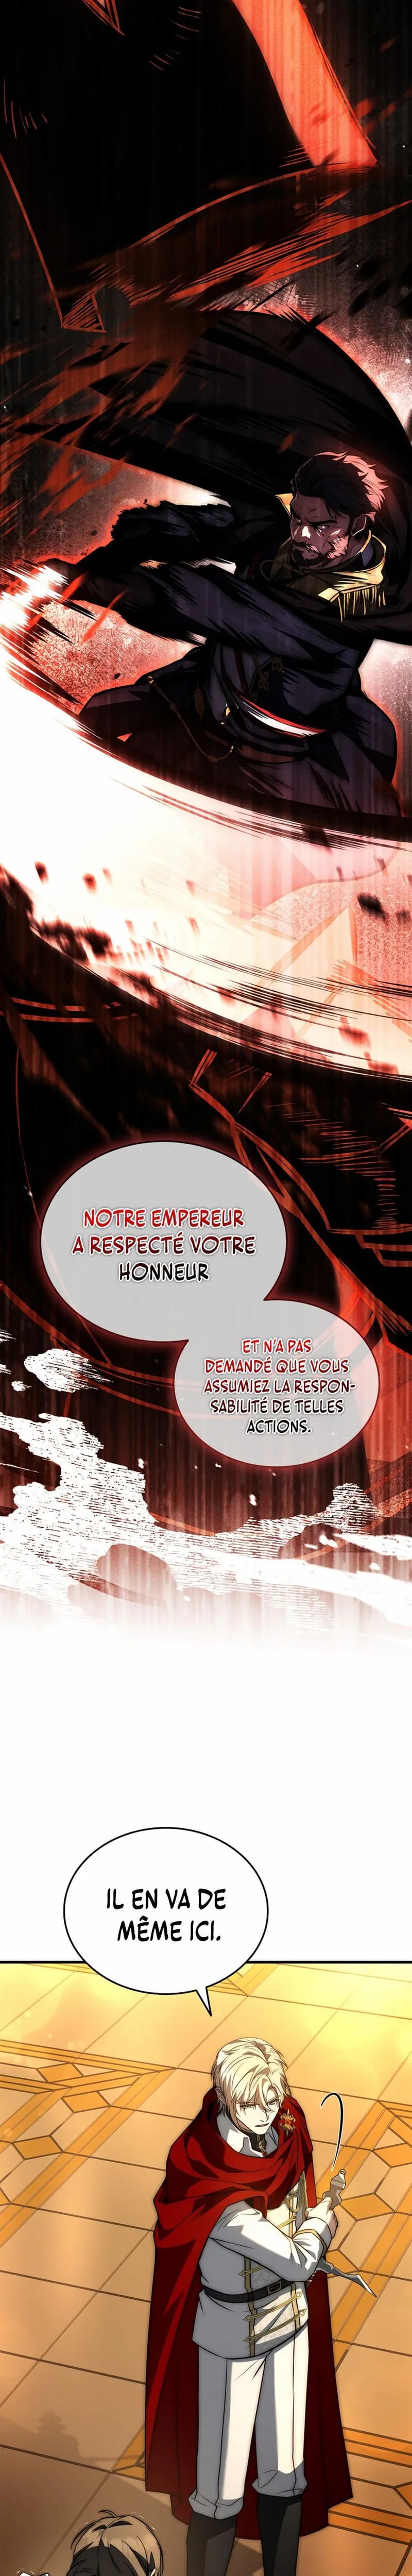 NOTRE EMPEREUR
A RESPECTÉ VOTRE
HONNEUR
ET N'A PAS
DEMANDÉ QUE VOUS
ASSUMIEZ LA RESPON-
SABILITÉ DE TELLES
ACTIONS.
IL EN VA DE
MÊME ICI.